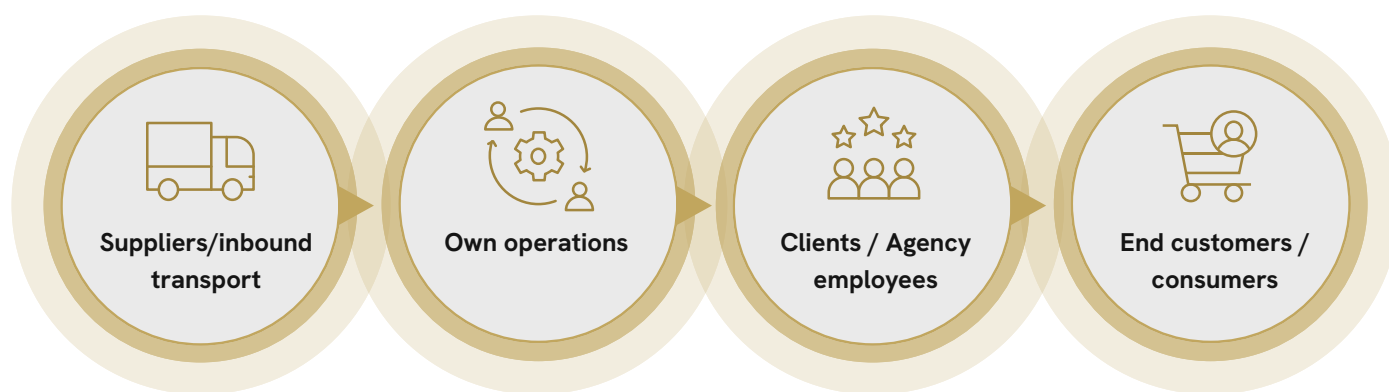 Suppliers/inbound
transport
Own operations
Clients / Agency
employees
End customers /
consumers